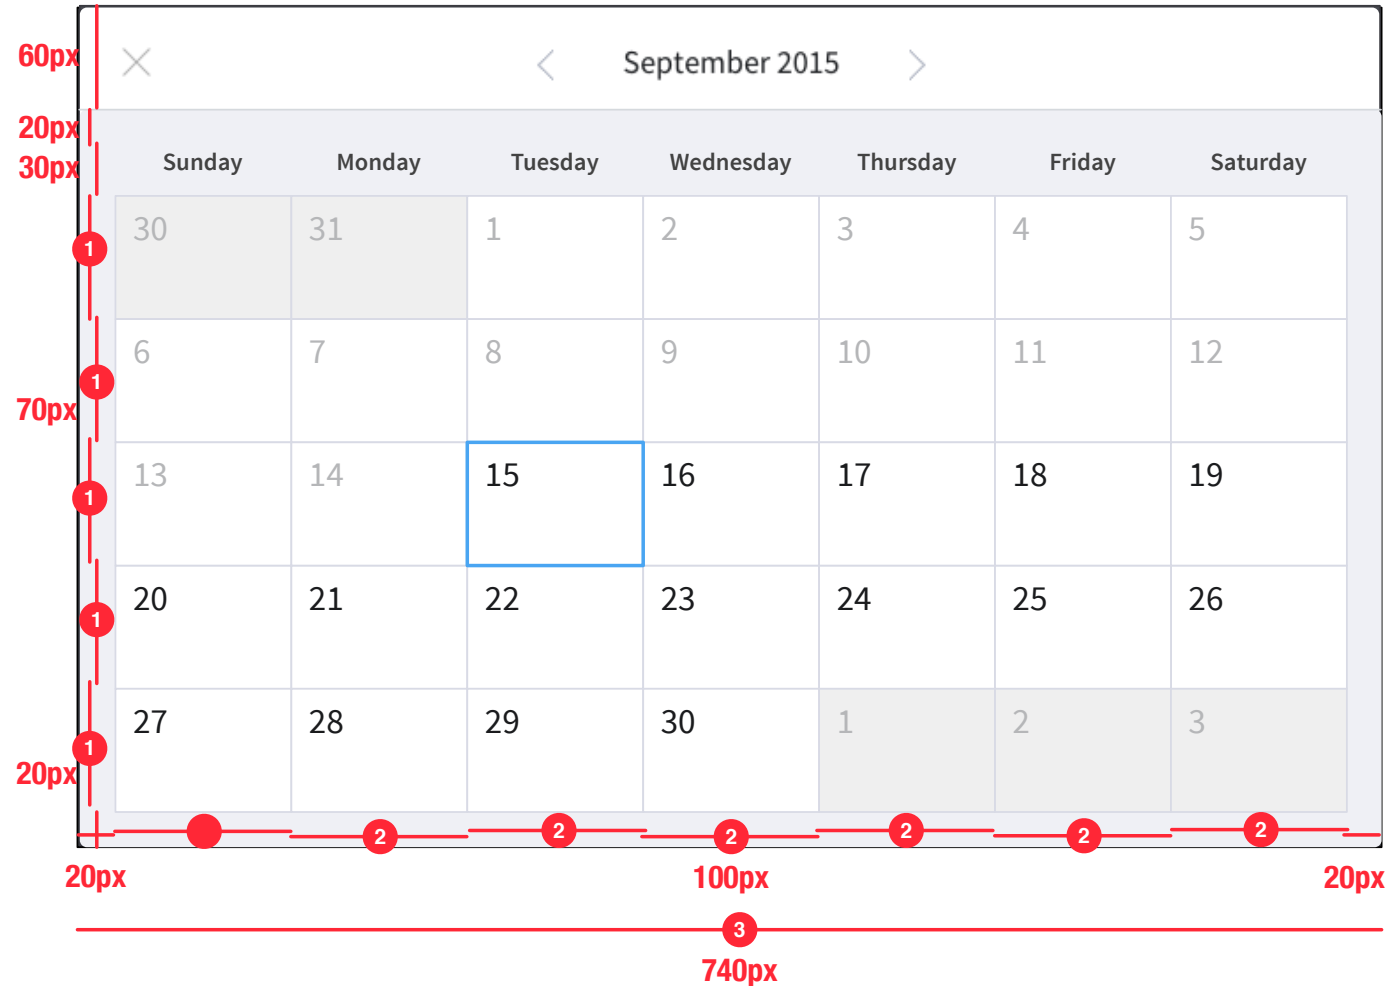 60px
September 2015
20px
30px
Sunday Monday Tuesday Wednesday Thursday Friday Saturday
30 31 1 2 3 4 5
1
6 7 8 9 10 11 12
1
70px
13 14 15 16 17 18 19
1
20 21 22 23 24 25 26
1
27 28 29 30 1 2 3
1
20px
2 2 2 2 2 2
20px 100px 20px
3
740px